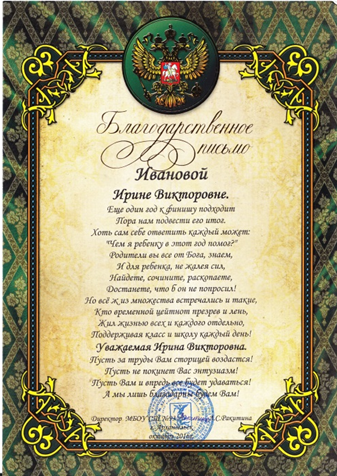 Благодарственное
письмо
Ивановой
Ирине Викторовне.
Еще один год к финишу подходит
Пора нам подвести его итог.
Хоть сам себе ответить каждый может:
"Чем я ребенку в этот год помог?"
Родители вы все от Бога, знаем,
И для ребенка, не жалея сил,
Найдете, сочините, раскопаете,
Достанете, что б он не попросил!
Но всё ж из множества встречались и такие,
Кто временной цейтнот презрев и лень,
Жил жизнью всех и каждого отдельно,
Поддерживая класс и школу каждый день!
Уважаемая Ирина Викторовна.
Пусть за труды Вам сторицей воздастся!
Пусть не покинет Вас энтузиазм!
Пусть Вам и впредь все будет удаваться!
А мы лишь благодарны будем Вам!
Директор МБОУ Л.С.Ракитина